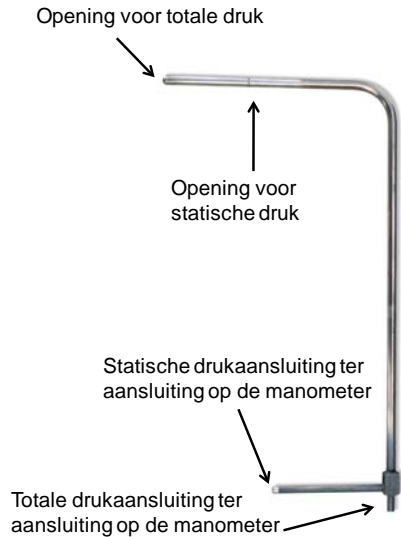 Opening voor totale druk
Opening voor
statische druk
Statische drukaansluiting ter
aansluiting op de manometer
Totale drukaansluiting ter
aansluiting op de manometer